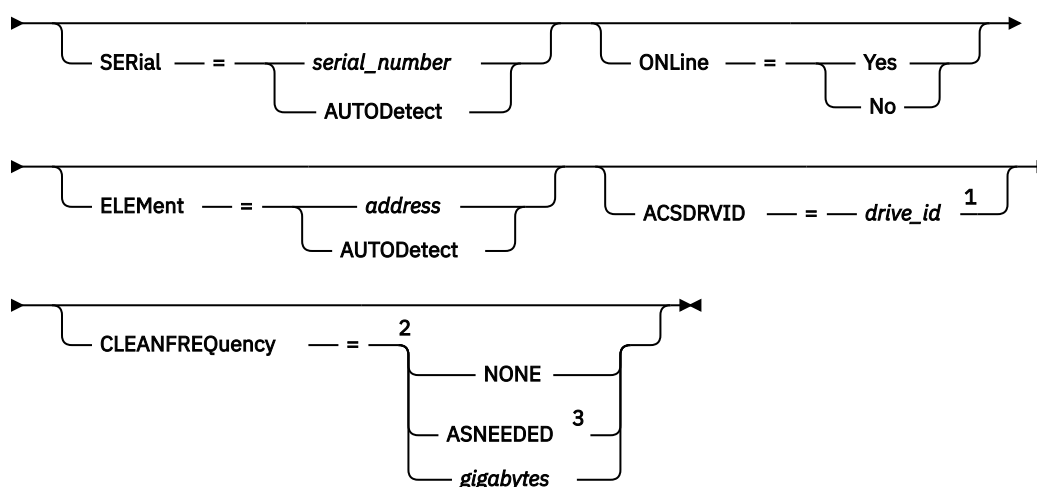 SERial = serial_number
AUTODetect
ONLine = Yes
No
ELEMent = address
AUTODetect
ACSDRVID = drive_id 1
CLEANFREQuency = 2
NONE
ASNEEDED 3
gigabytes